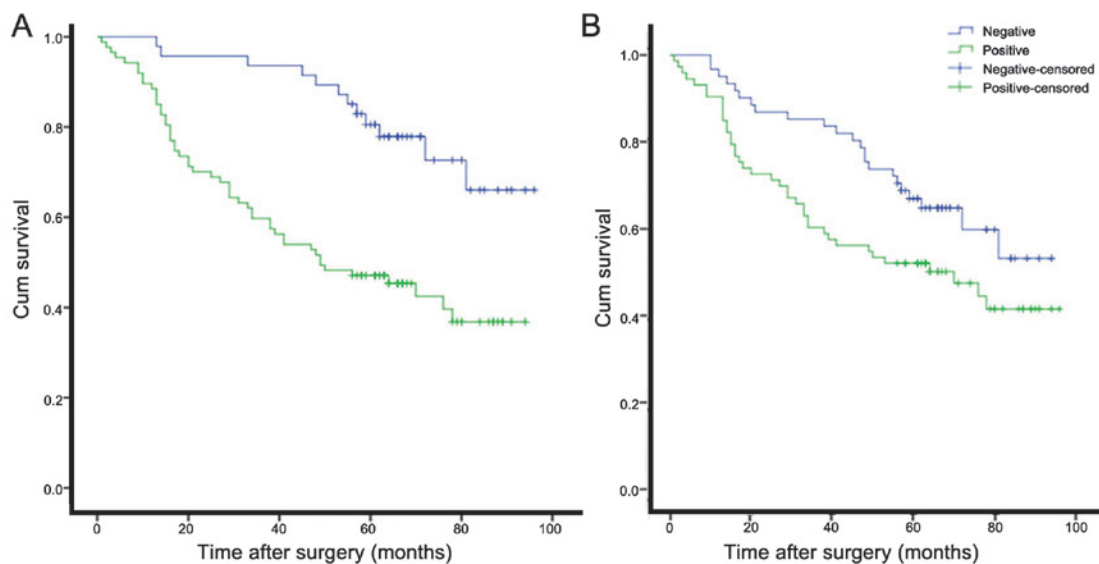 A
1.0
0.8
0.6
0.4
0.2
0.0
Cum survival
0 20 40 60 80 100
Time after surgery (months)
B
Negative
Positive
Negative-censored
Positive-censored
1.0
0.8
0.6
0.4
0.2
0.0
Cum survival
0 20 40 60 80 100
Time after surgery (months)